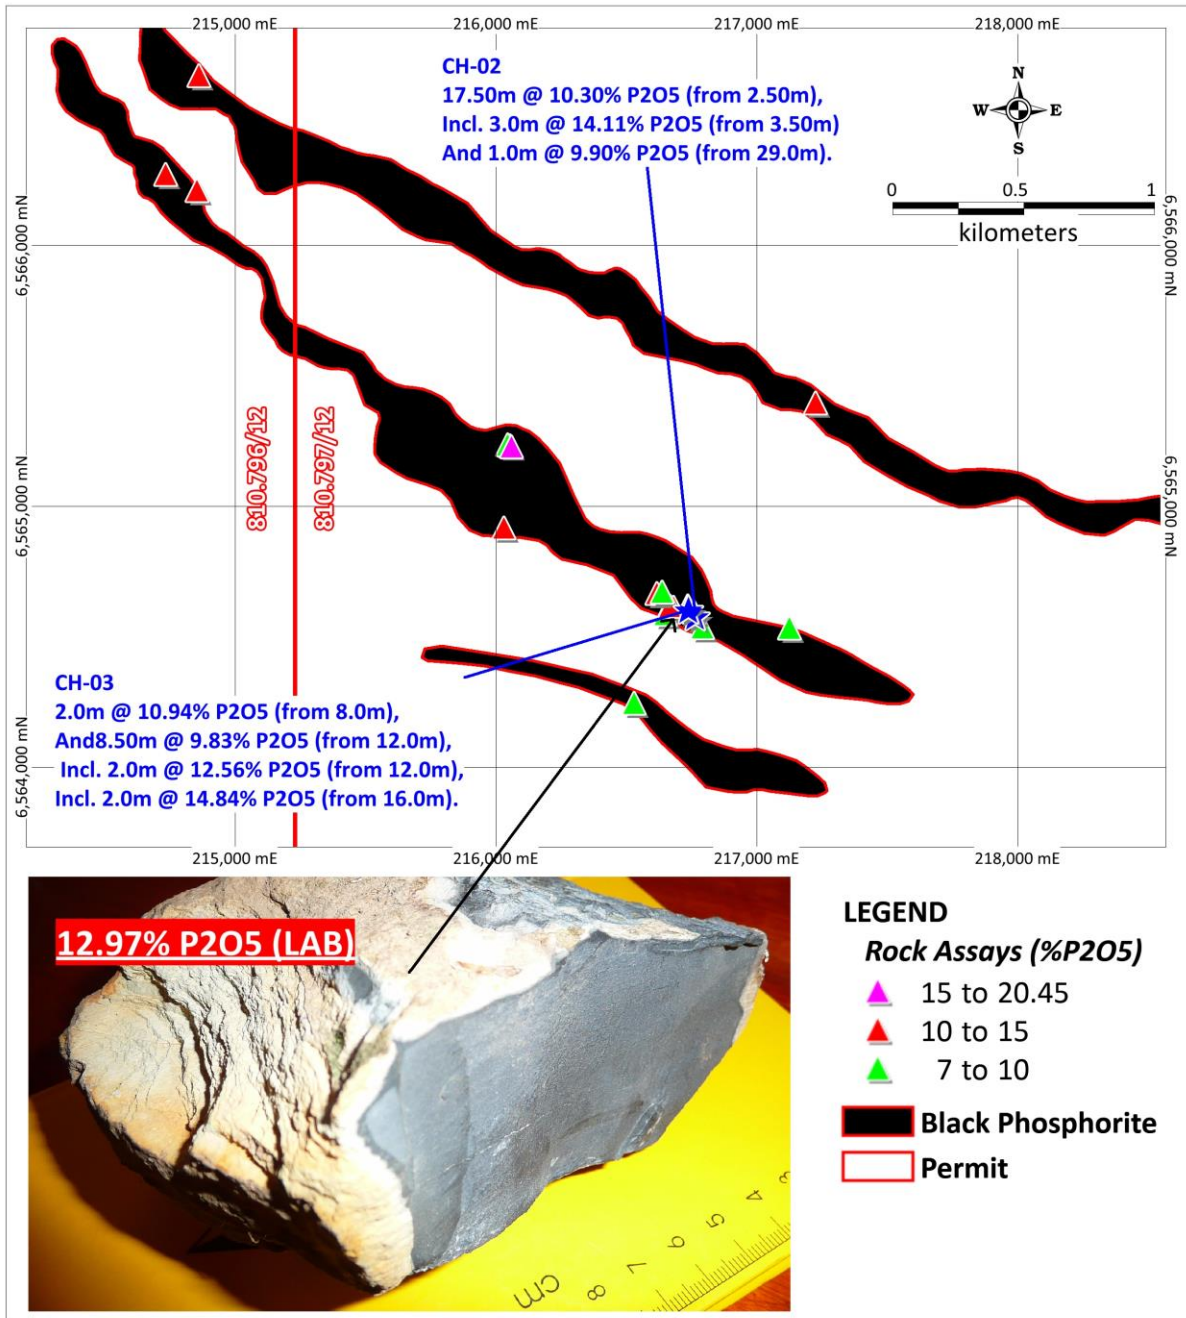 215,000 mE
216,000 mE
217,000 mE
218,000 mE
CH-02
17.50m @ 10.30% P2O5 (from 2.50m),
Incl. 3.0m @ 14.11% P2O5 (from 3.50m)
And 1.0m @ 9.90% P2O5 (from 29.0m).
N
W
E
S
0
0.5
1
kilometers
6,566,000 mN
6,566,000 mN
810.796/12
810.797/12
6,565,000 mN
6,565,000 mN
CH-03
2.0m @ 10.94% P2O5 (from 8.0m),
And8.50m @ 9.83% P2O5 (from 12.0m),
Incl. 2.0m @ 12.56% P2O5 (from 12.0m),
Incl. 2.0m @ 14.84% P2O5 (from 16.0m).
6,564,000 mN
215,000 mE
216,000 mE
217,000 mE
218,000 mE
12.97% P2O5 (LAB)
cm
8
7
6
5
4
3
LEGEND
Rock Assays (%P2O5)
15 to 20.45
10 to 15
7 to 10
Black Phosphorite
Permit